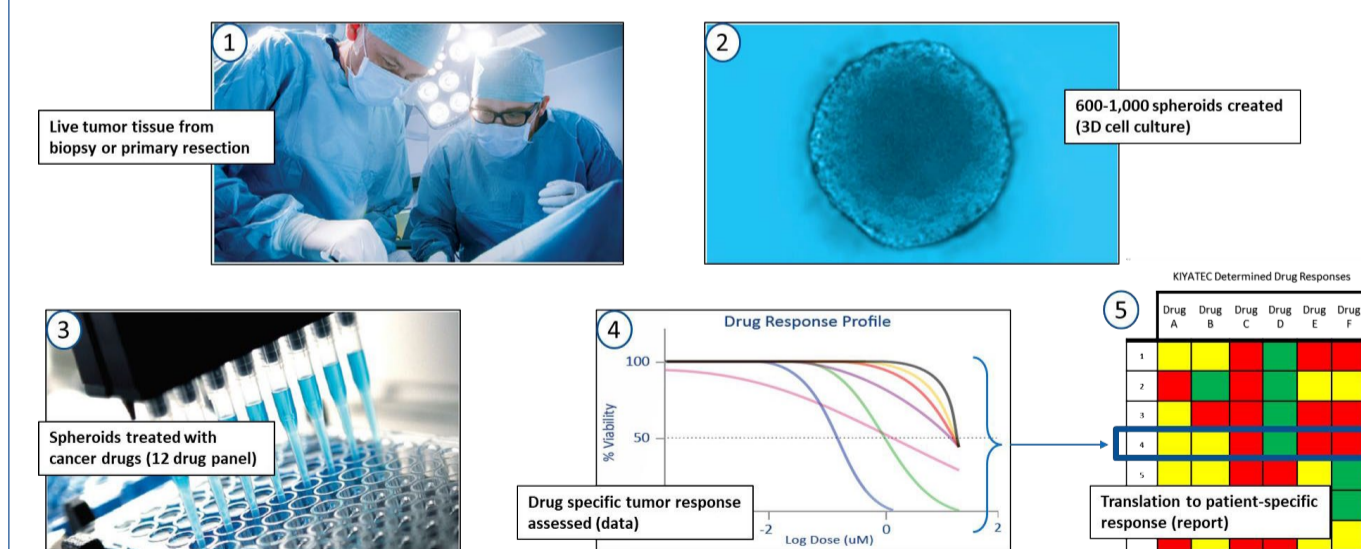 1
Live tumor tissue from
biopsy or primary resection
2
600-1,000 spheroids created
(3D cell culture)
3
Spheroids treated with
cancer drugs (12 drug panel)
4
Drug Response Profile
100
50
% Viability
-2
0
2
Log Dose (uM)
Drug specific tumor response
assessed (data)
KIYATEC Determined Drug Responses
5
Drug A
Drug B
Drug C
Drug D
Drug E
Drug F
1
2
3
4
5
Translation to patient-specific
response (report)